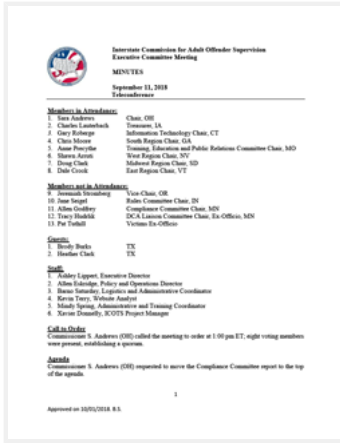 Interstate Commission for Adult Offender Supervision
Executive Committee Meeting
MINUTES
September 11, 2018
Teleconference
Members in Attendance:
1. Sara Andrews Chair, OH
2. Charles Lauterbach Treasurer, IA
3. Gary Roberge Information Technology Chair, CT
4. Chris Moore South Region Chair, GA
5. Anne Precythe Training, Education and Public Relations Committee Chair, MO
6. Shawn Arruti West Region Chair, NV
7. Doug Clark Midwest Region Chair, SD
8. Dale Crook East Region Chair, VT
Members not in Attendance:
9. Jeremiah Stromberg Vice-Chair, OR
10. Jane Seigel Rules Committee Chair, IN
11. Allen Godfrey Compliance Committee Chair, MN
12. Tracy Hudrlik DCA Liaison Committee Chair, Ex-Officio, MN
13. Pat Tuthill Victims Ex-Officio
Guests:
1. Brody Burks TX
2. Heather Clark TX
Staff:
1. Ashley Lippert, Executive Director
2. Allen Eskridge, Policy and Operations Director
3. Barno Saturday, Logistics and Administrative Coordinator
4. Kevin Terry, Website Analyst
5. Mindy Spring, Administrative and Training Coordinator
6. Xavier Donnelly, ICOTS Project Manager
Call to Order
Commissioner S. Andrews (OH) called the meeting to order at 1:00 pm ET; eight voting members
were present, establishing a quorum.
Agenda
Commissioner S. Andrews (OH) requested to move the Compliance Committee report to the top
of the agenda.
1
Approved on 10/01/2018. B.S.